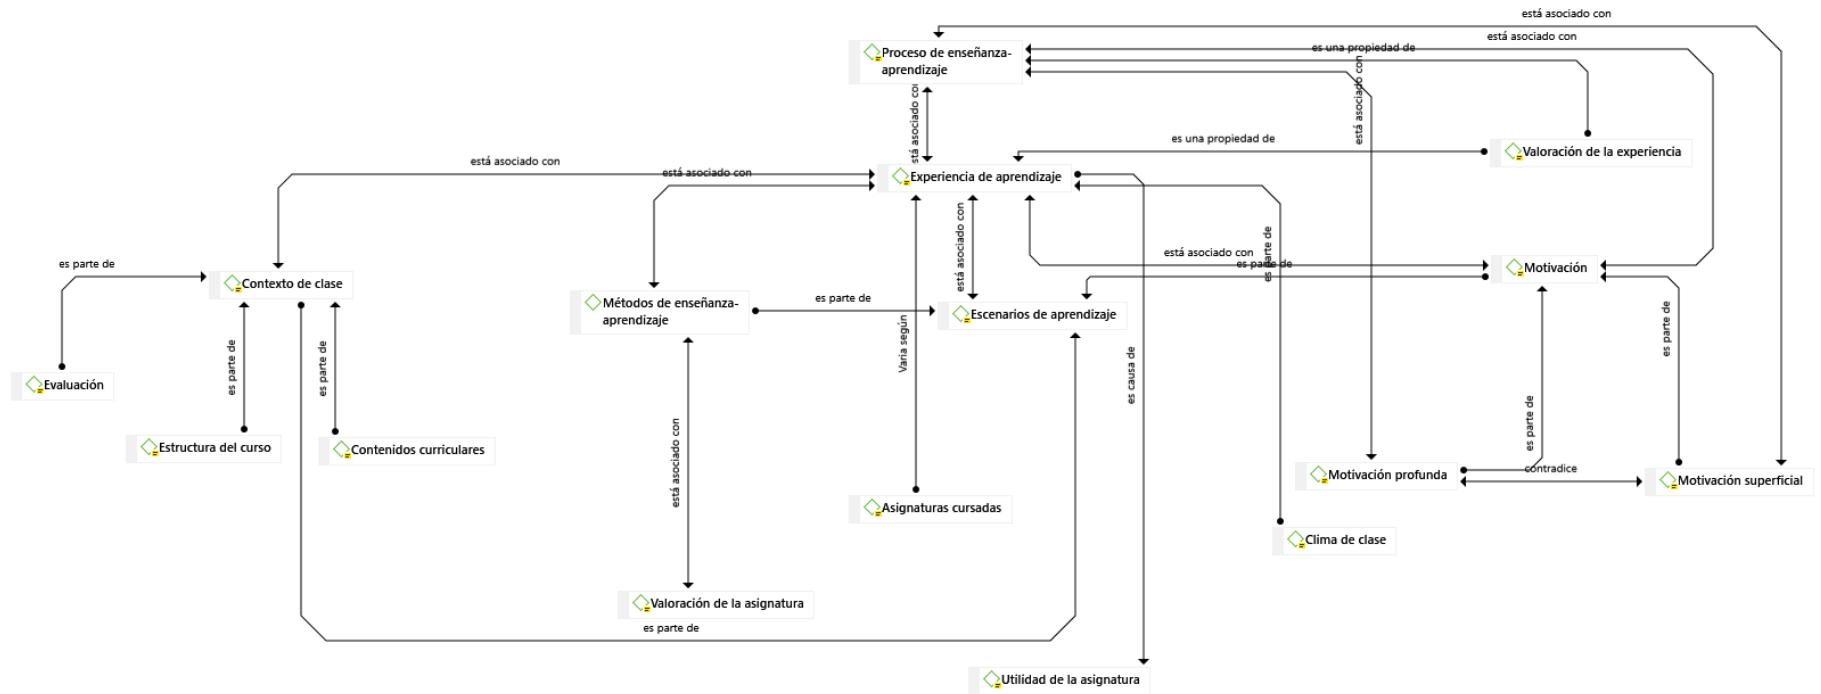 está asociado con
está asociado con
Proceso de enseñanza-
aprendizaje
es una propiedad de
está asociado con
stá asociado con
es una propiedad de
Valoración de la experiencia
está asociado con
está asociado con
Experiencia de aprendizaje
está asociado con
es parte de
está asociado con
es parte de
Motivación
es parte de
Contexto de clase
Métodos de enseñanza-
aprendizaje
es parte de
Escenarios de aprendizaje
Varia según
es parte de
es parte de
es parte de
es causa de
Evaluación
es parte de
Estructura del curso
Contenidos curriculares
está asociado con
contradice
Motivación profunda
Motivación superficial
Asignaturas cursadas
Clima de clase
Valoración de la asignatura
es parte de
Utilidad de la asignatura